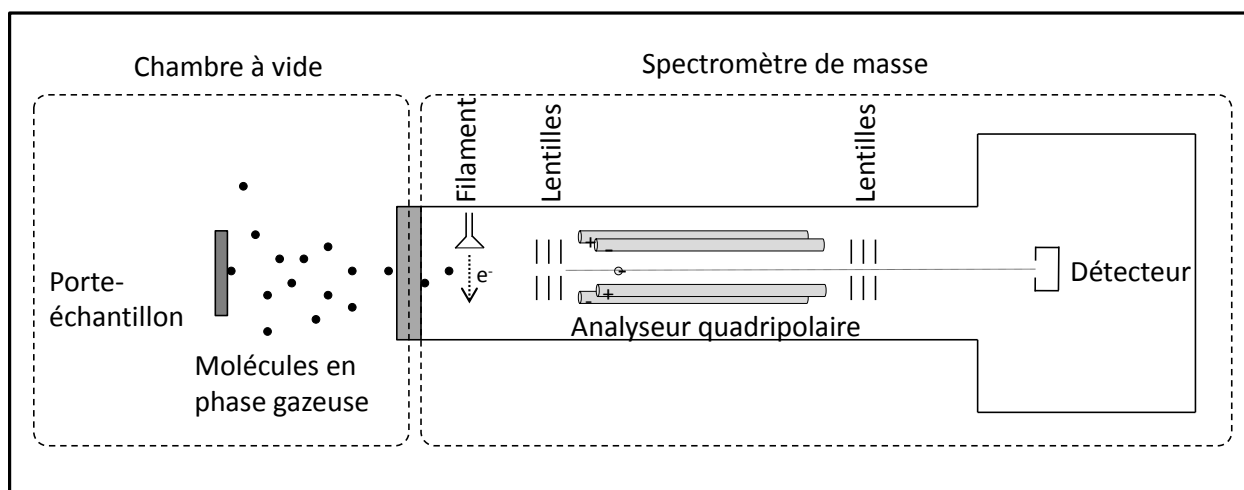 Chambre à vide
Spectromètre de masse
Filament
Lentilles
Lentilles
+
-
e-
Porte-
échantillon
+
-
Détecteur
Analyseur quadripolaire
Molécules en
phase gazeuse